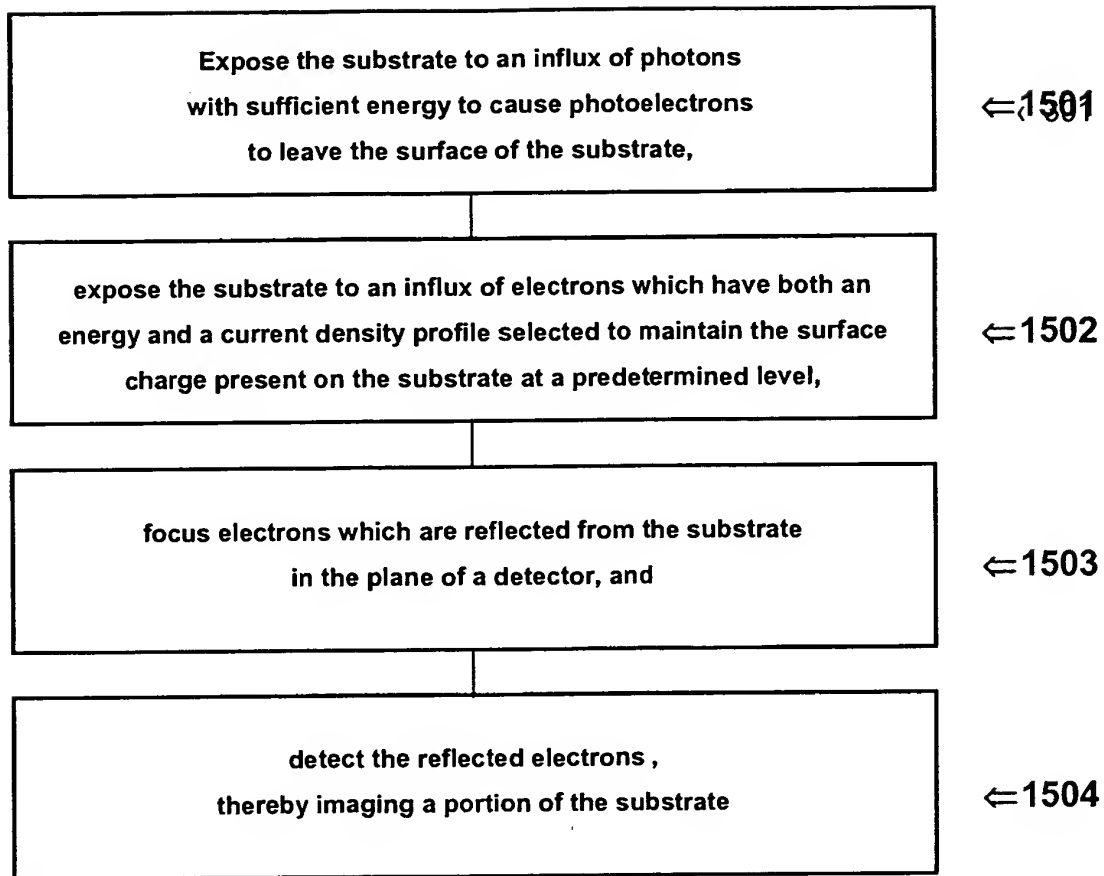 Expose the substrate to an influx of photons
with sufficient energy to cause photoelectrons
to leave the surface of the substrate,
⇐1501
expose the substrate to an influx of electrons which have both an
energy and a current density profile selected to maintain the surface
charge present on the substrate at a predetermined level,
⇐1502
focus electrons which are reflected from the substrate
in the plane of a detector, and
⇐1503
detect the reflected electrons ,
thereby imaging a portion of the substrate
⇐1504